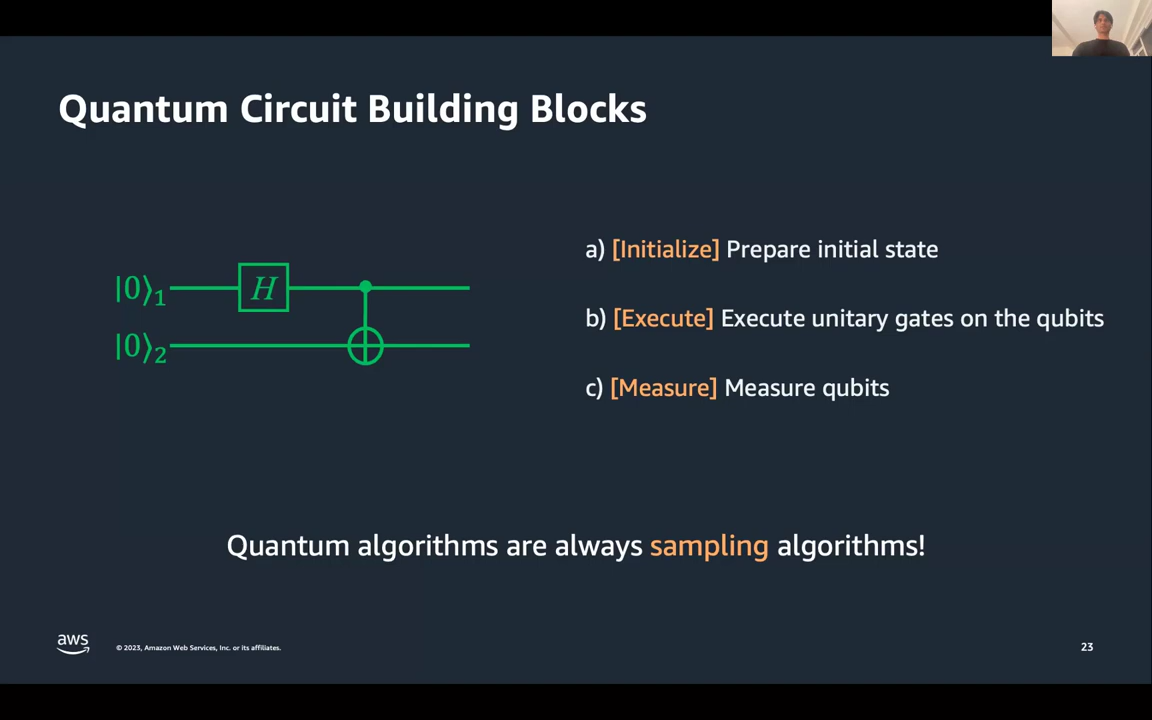 Quantum Circuit Building Blocks
|0⟩₁ H
|0⟩₂
a) [Initialize] Prepare initial state
b) [Execute] Execute unitary gates on the qubits
c) [Measure] Measure qubits
Quantum algorithms are always sampling algorithms!
aws
© 2023, Amazon Web Services, Inc. or its affiliates.
23